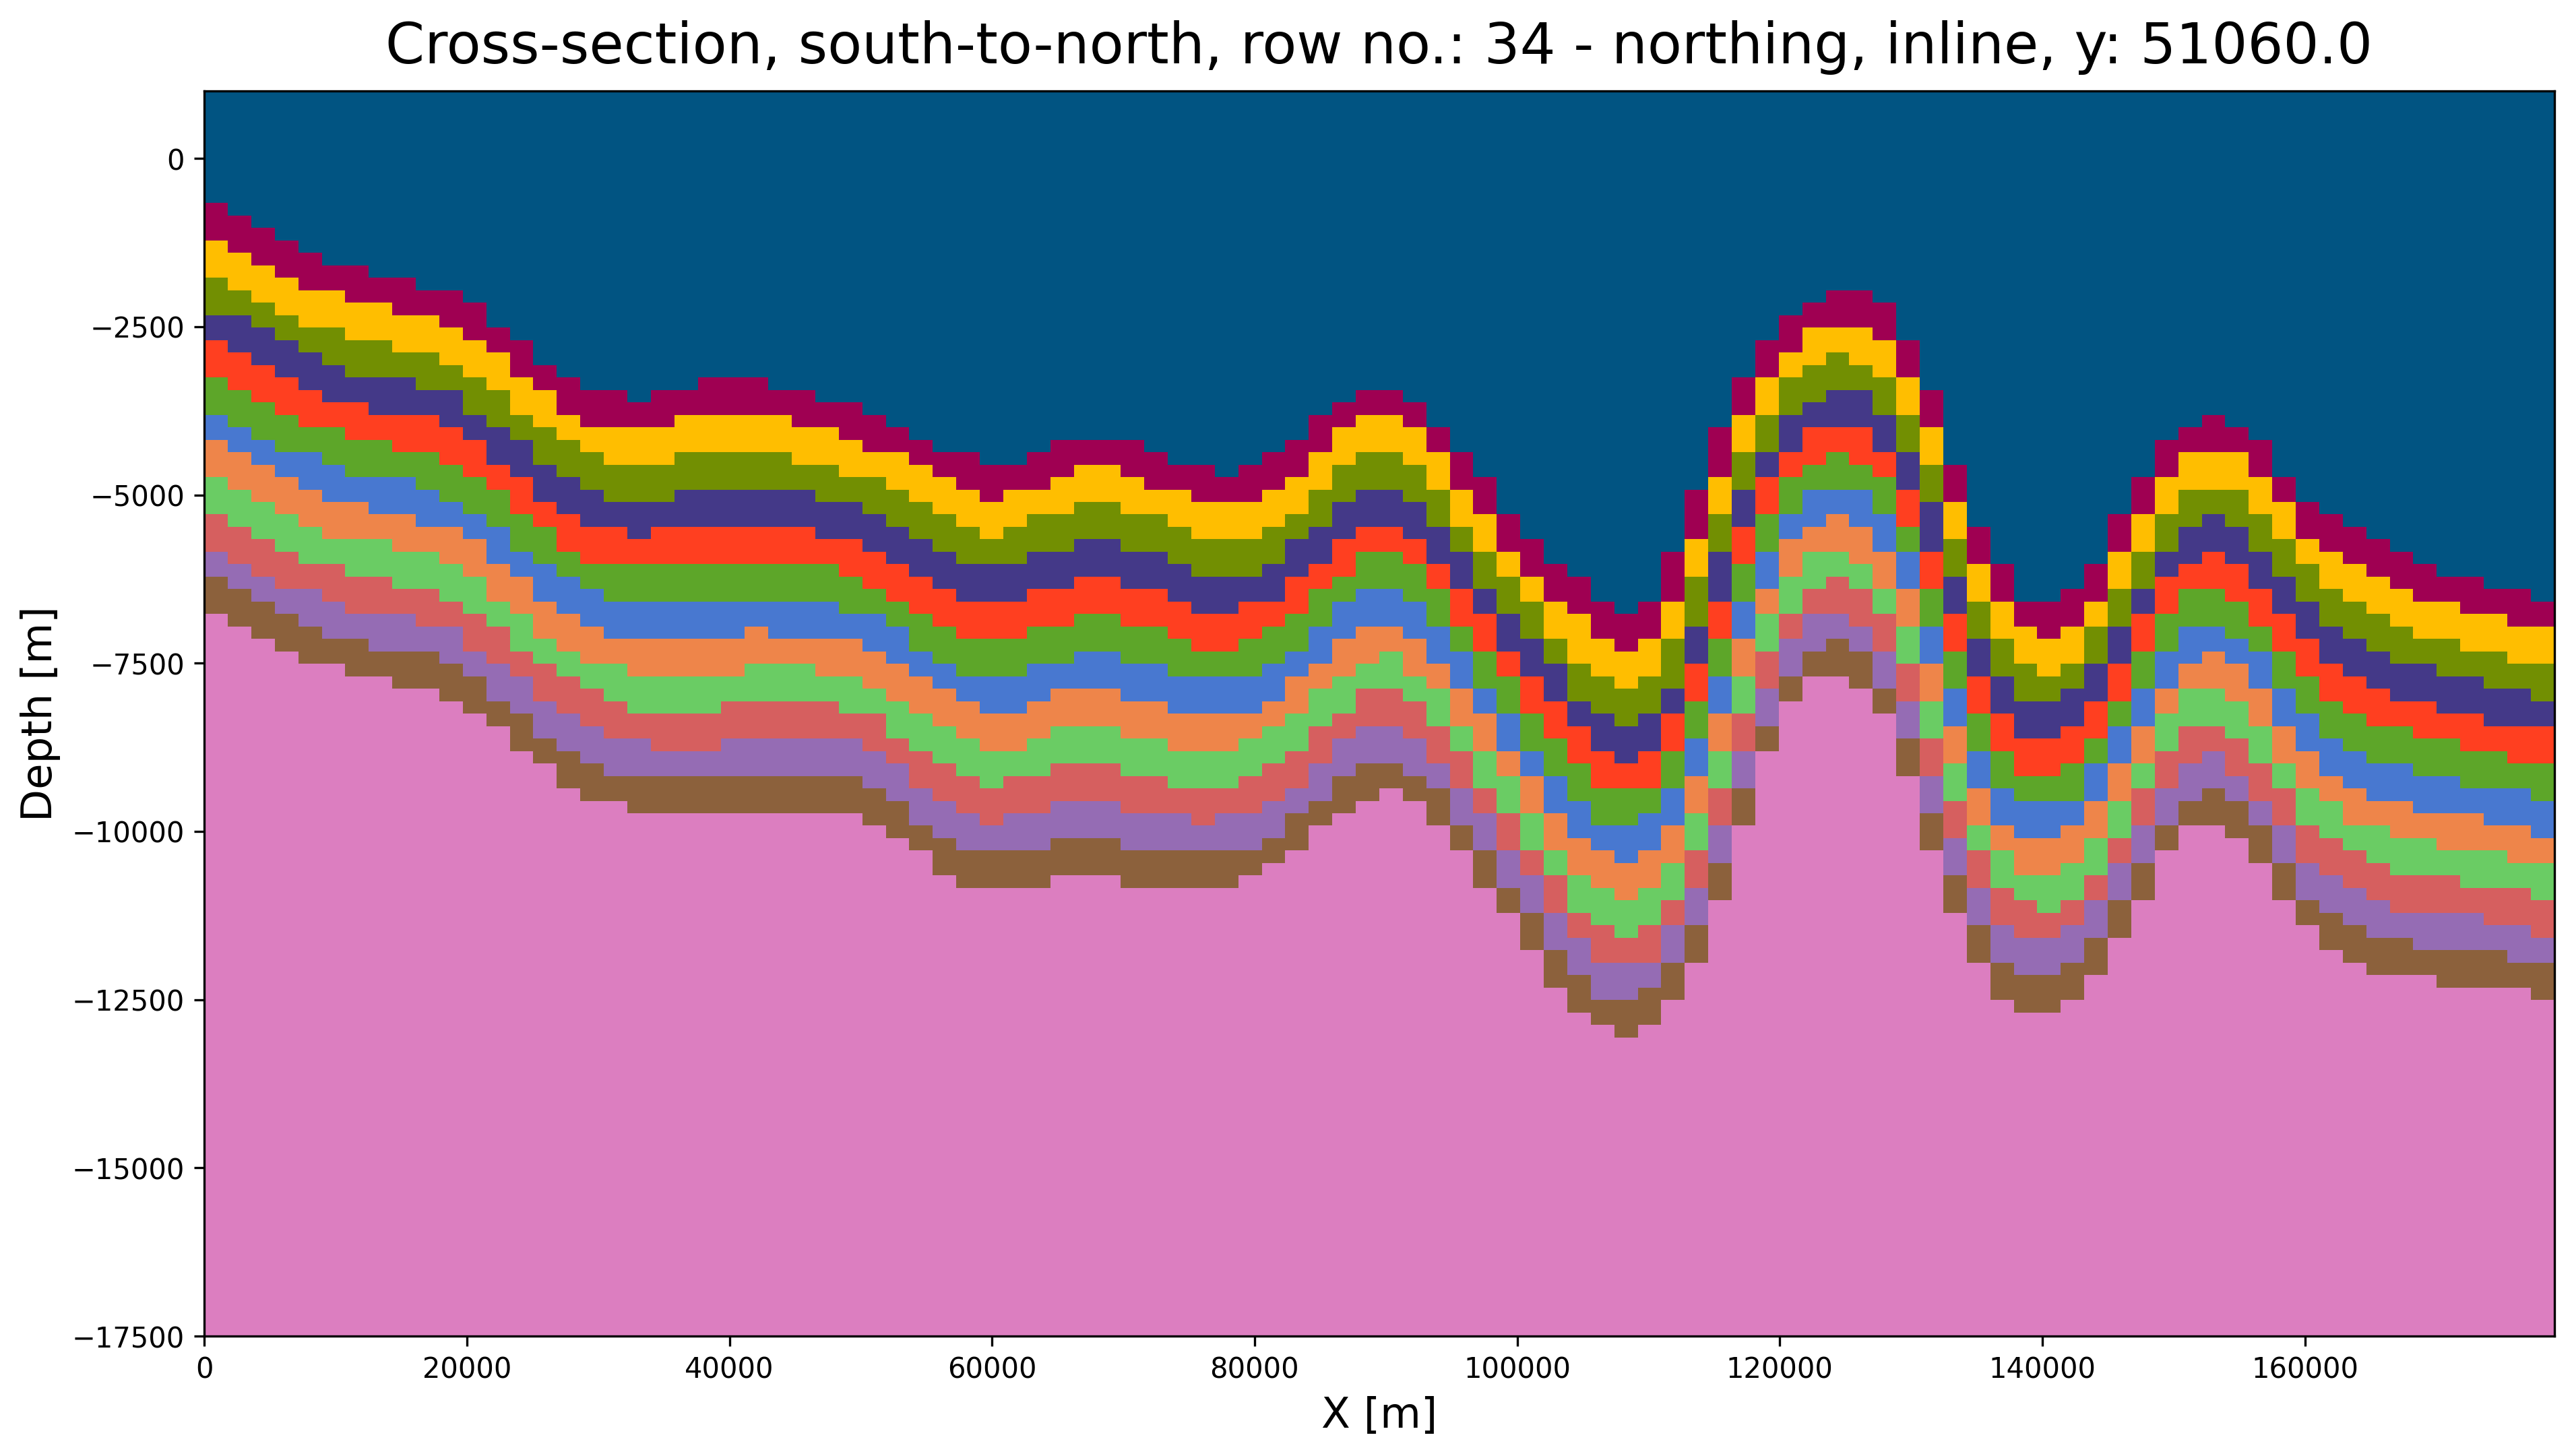 Cross-section, south-to-north, row no.: 34 - northing, inline, y: 51060.0
0
−2500
−5000
−7500
−10000
−12500
−15000
−17500
Depth [m]
0 20000 40000 60000 80000 100000 120000 140000 160000
X [m]